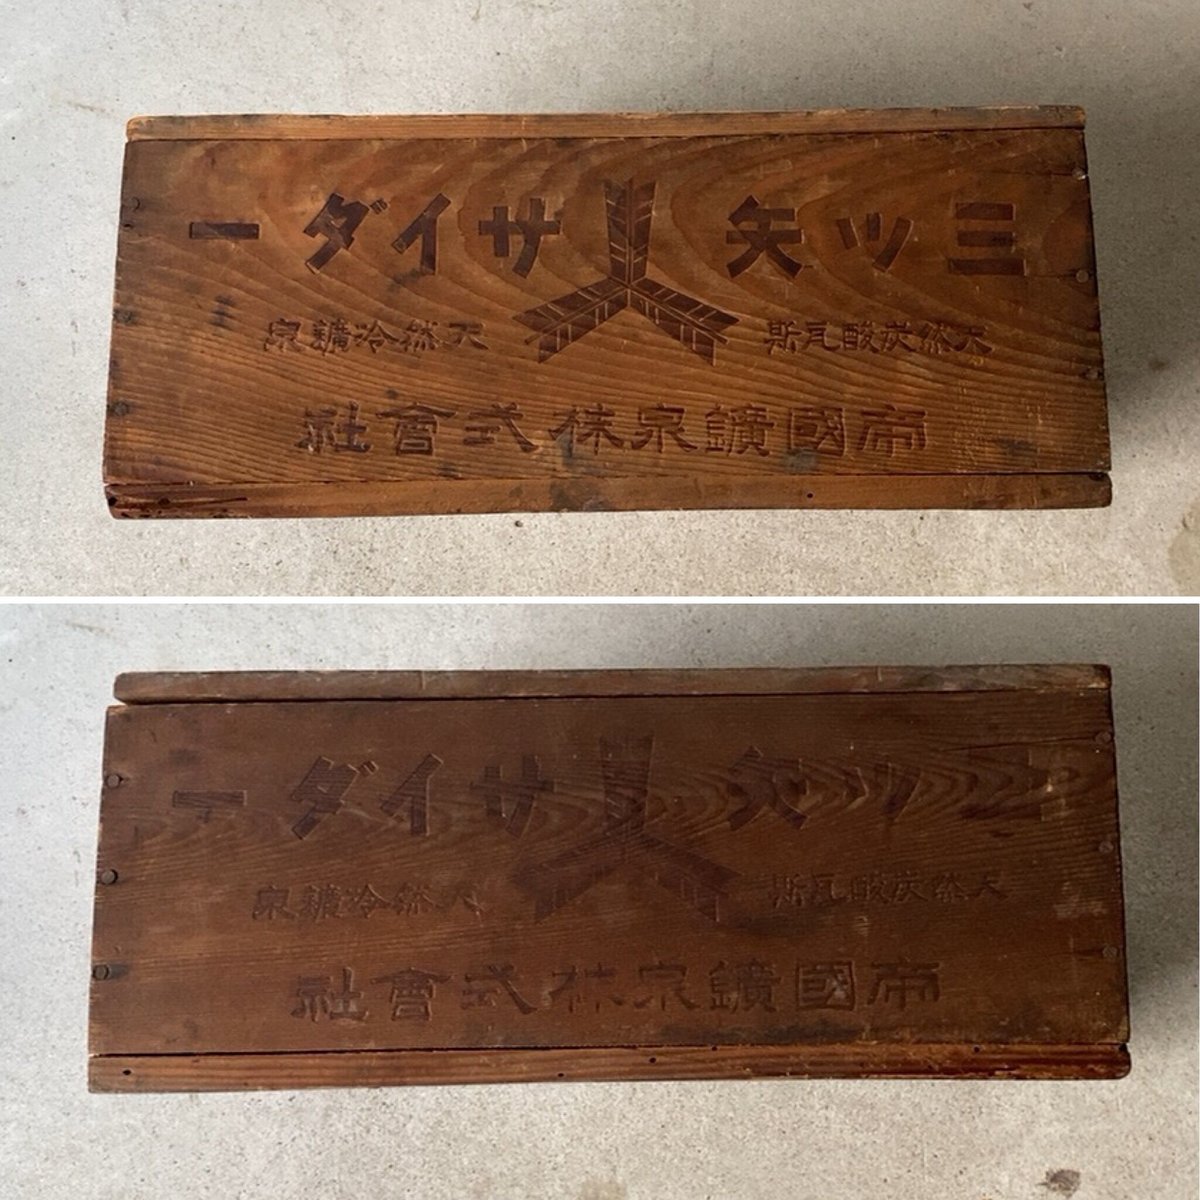 三ツ矢サイダー
天然炭酸瓦斯 天然冷鑛泉
帝國鑛泉株式會社
三ツ矢サイダー
天然炭酸瓦斯 天然冷鑛泉
帝國鑛泉株式會社